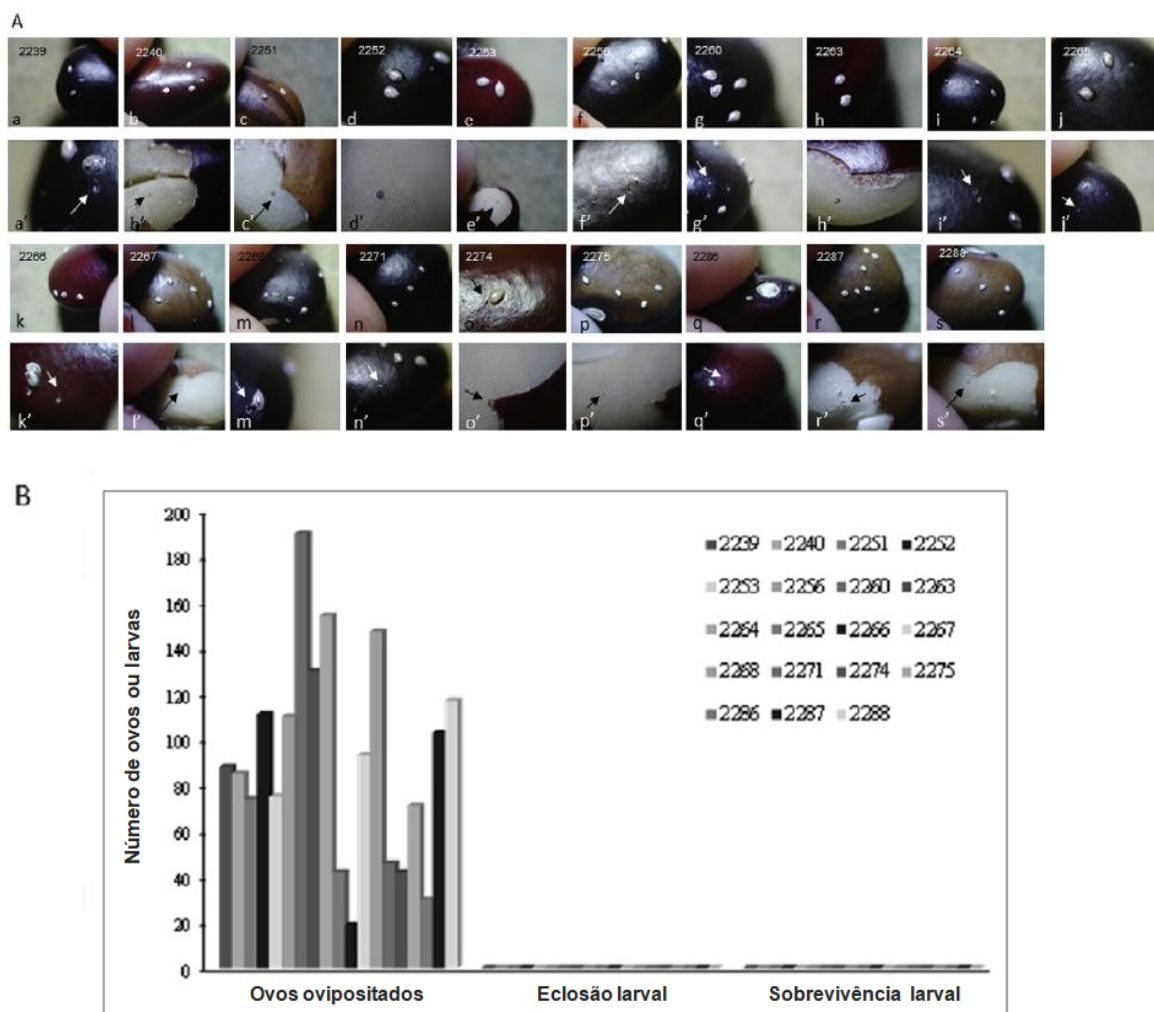 A
2239 2240 2251 2252 2253 2256 2260 2263 2264 2265
a b c d e f g h i j
a' b' c' d' e' f' g' h' i' j'
2266 2267 2268 2271 2274 2275 2286 2287 2288
k l m n o p q r s
k' l' m n' o' p' q' r' s'
B
200
180
160
140
120
100
80
60
40
20
0
Número de ovos ou larvas
2239 2240 2251 2252
2253 2256 2260 2263
2264 2265 2266 2267
2268 2271 2274 2275
2286 2287 2288
Ovos ovipositados Eclosão larval Sobrevivência larval